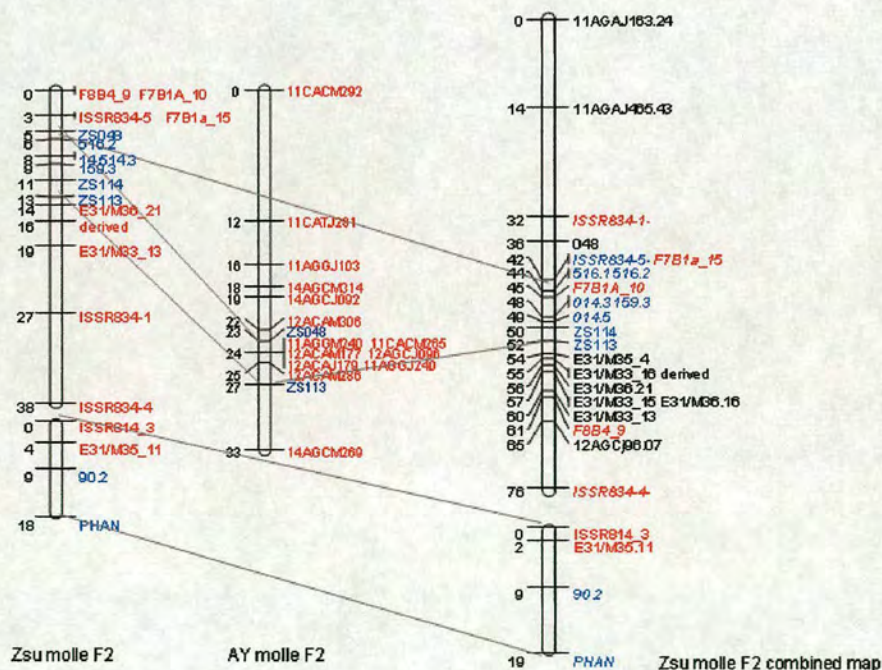 0 F8B4_9 F7B1A_10
3 ISSR834-5 F7B1a_15
5 ZS048
6 516.2
8 14.514.3
9 159.3
11 ZS114
13 ZS113
14 E31/M36_21
16 derived
19 E31/M33_13
27 ISSR834-1
38 ISSR834-4
0 ISSR814_3
4 E31/M35_11
9 90.2
18 PHAN
Zsu molle F2
0 11CACM292
12 11CATJ281
16 11AGGJ103
18 14AGCM314
19 14AGCJ092
22 12ACAM306
23 ZS048
11AGGM240 11CACM265
24 12ACAM177 12AGCJ096
12ACAJ179 11AGGJ240
25 12ACAM286
27 ZS113
33 14AGCM269
AY molle F2
0 11AGAJ163.24
14 11AGAJ465.43
32 ISSR834-1-
36 048
42 ISSR834-5- F7B1a_15
44 516.1516.2
45 F7B1A_10
48 014.3159.3
49 014.5
50 ZS114
52 ZS113
54 E31/M35_4
55 E31/M33_16 derived
56 E31/M36.21
57 E31/M33_15 E31/M36.16
60 E31/M33_13
61 F8B4_9
65 12AGCj96.07
76 ISSR834-4-
0 ISSR814_3
2 E31/M35.11
9 90.2
19 PHAN
Zsu molle F2 combined map